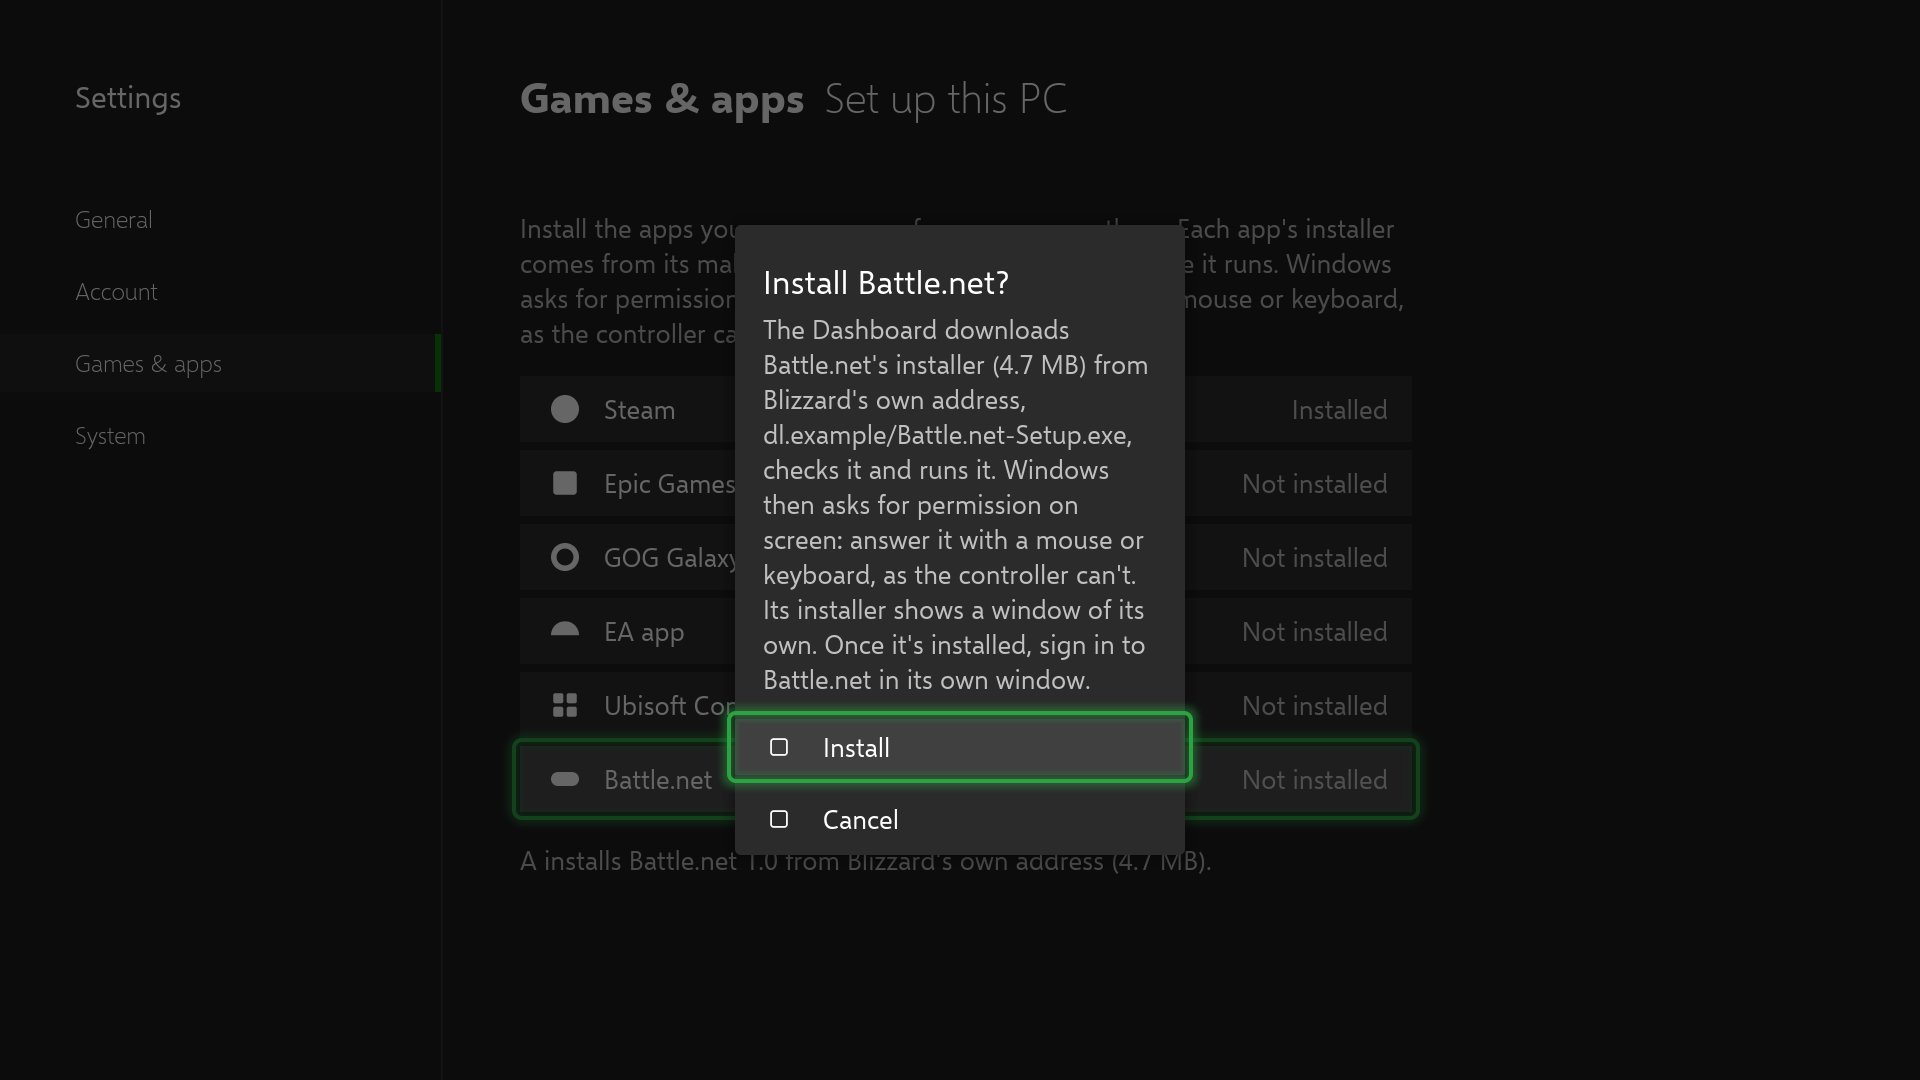 Settings
General
Account
Games & apps
System
Games & apps Set up this PC
Install the apps you Each app's installer
comes from its it runs. Windows
asks for permission mouse or keyboard,
as the controller
Steam Installed
Epic Games Not installed
GOG Galaxy Not installed
EA app Not installed
Ubisoft Not installed
Battle.net Not installed
A installs Battle.net 1.0 from Blizzard's own address (4.7 MB).
Install Battle.net?
The Dashboard downloads
Battle.net's installer (4.7 MB) from
Blizzard's own address,
dl.example/Battle.net-Setup.exe,
checks it and runs it. Windows
then asks for permission on
screen: answer it with a mouse or
keyboard, as the controller can't.
Its installer shows a window of its
own. Once it's installed, sign in to
Battle.net in its own window.
Install
Cancel